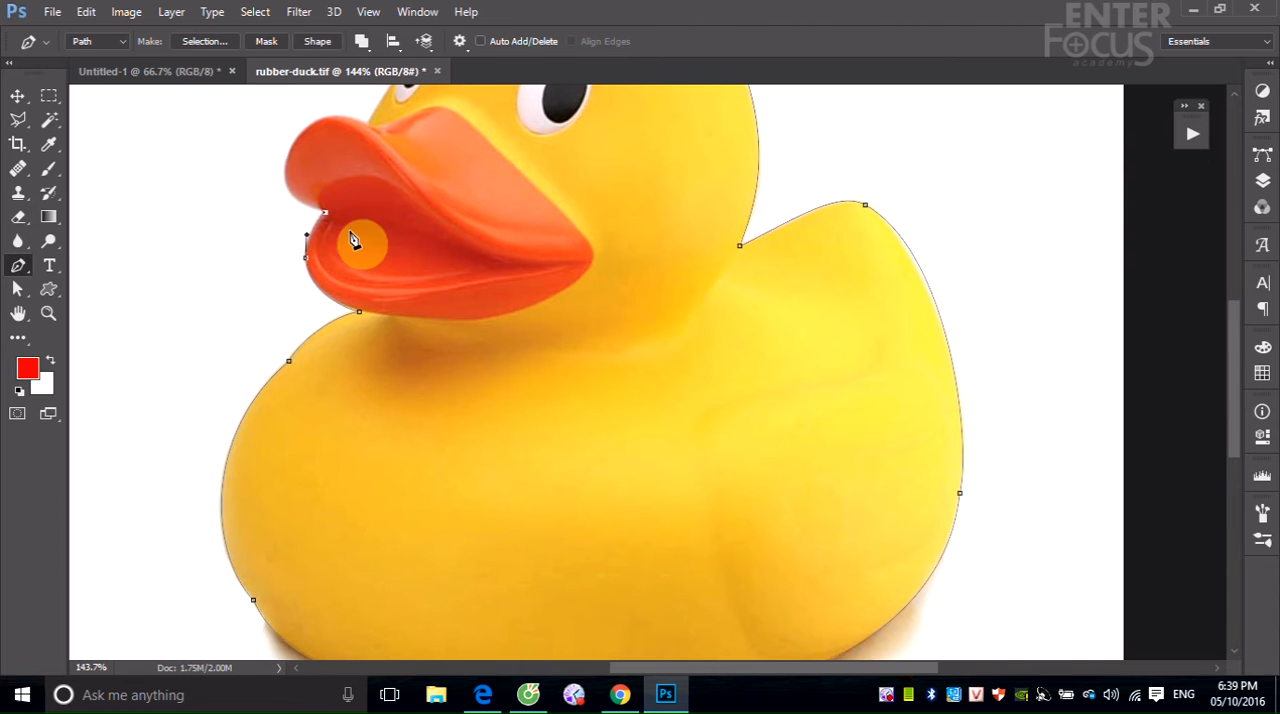 Ps File Edit Image Layer Type Select Filter 3D View Window Help
ENTER
FOCUS
academy
Path Make: Selection... Mask Shape Auto Add/Delete Align Edges Essentials
Untitled-1 @ 66.7% (RGB/8) * × rubber-duck.tif @ 144% (RGB/8#) * ×
143.7% Doc: 1.75M/2.00M
Ask me anything
Ps
ENG
6:39 PM
05/10/2016